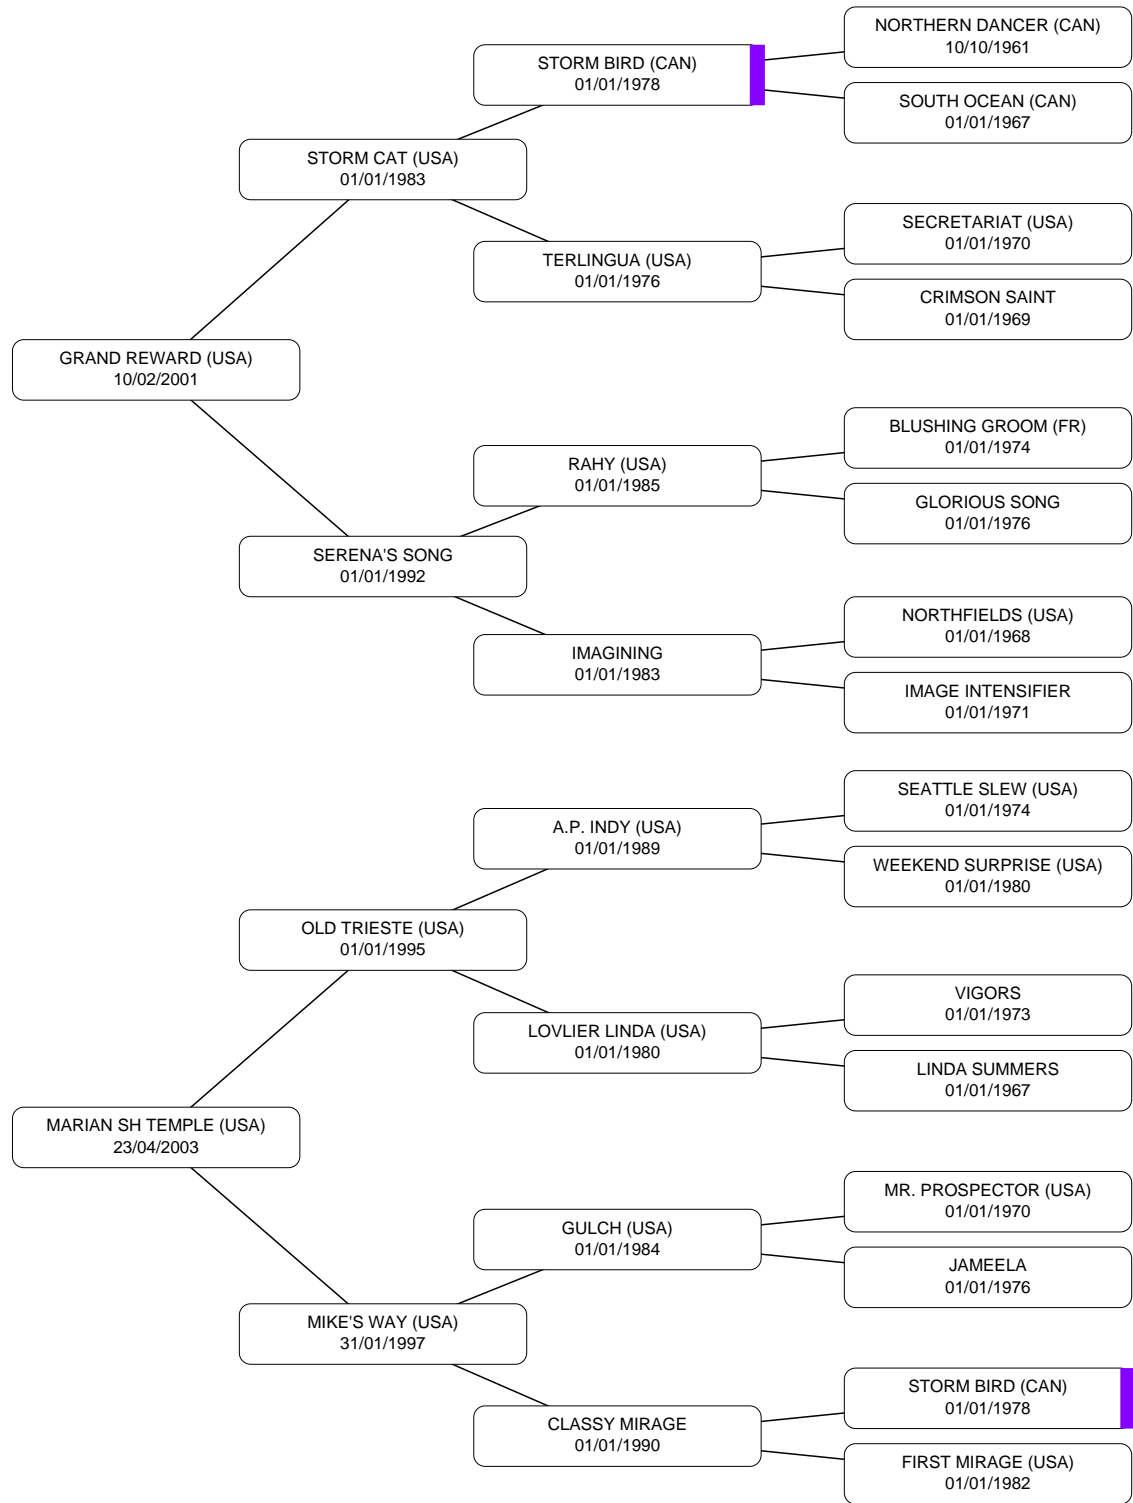 NORTHERN DANCER (CAN)
10/10/1961
STORM BIRD (CAN)
01/01/1978
SOUTH OCEAN (CAN)
01/01/1967
STORM CAT (USA)
01/01/1983
SECRETARIAT (USA)
01/01/1970
TERLINGUA (USA)
01/01/1976
CRIMSON SAINT
01/01/1969
GRAND REWARD (USA)
10/02/2001
BLUSHING GROOM (FR)
01/01/1974
RAHY (USA)
01/01/1985
GLORIOUS SONG
01/01/1976
SERENA'S SONG
01/01/1992
NORTHFIELDS (USA)
01/01/1968
IMAGINING
01/01/1983
IMAGE INTENSIFIER
01/01/1971
SEATTLE SLEW (USA)
01/01/1974
A.P. INDY (USA)
01/01/1989
WEEKEND SURPRISE (USA)
01/01/1980
OLD TRIESTE (USA)
01/01/1995
VIGORS
01/01/1973
LOVLIER LINDA (USA)
01/01/1980
LINDA SUMMERS
01/01/1967
MARIAN SH TEMPLE (USA)
23/04/2003
MR. PROSPECTOR (USA)
01/01/1970
GULCH (USA)
01/01/1984
JAMEELA
01/01/1976
MIKE'S WAY (USA)
31/01/1997
STORM BIRD (CAN)
01/01/1978
CLASSY MIRAGE
01/01/1990
FIRST MIRAGE (USA)
01/01/1982